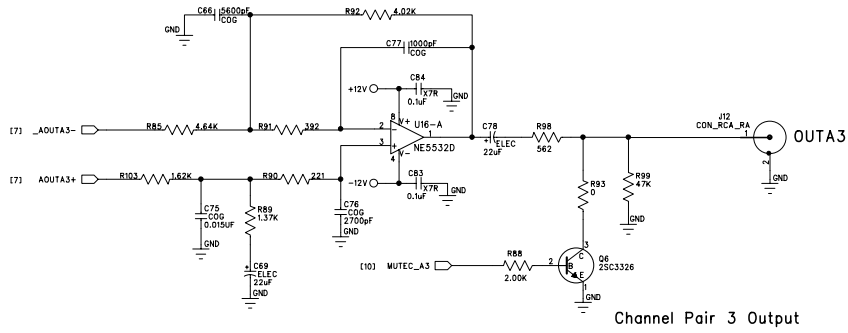 C66 5600pF R92 4.02K
COG
GND
C77 1000pF
COG
C84
+12V X7R GND
0.1uF
U16-A
8 V+
[7] _AOUTA3- R85 4.64K R91 392 2 - 1 C78 R98 J12
CON_RCA_RA
1 OUTA3
3 + NE5532D + ELEC 562
22uF 2
4 V-
[7] AOUTA3+ R103 1.62K R90 221 -12V C83 GND
X7R
0.1uF GND
R93 R99
0 47K
C75 R89 C76
COG 1.37K COG
0.015UF 2700pF
GND GND GND
3
C69 [10] MUTEC_A3 R88 2 B C Q6
+ ELEC 2.00K E 2SC3326
22uF 1
GND GND
Channel Pair 3 Output